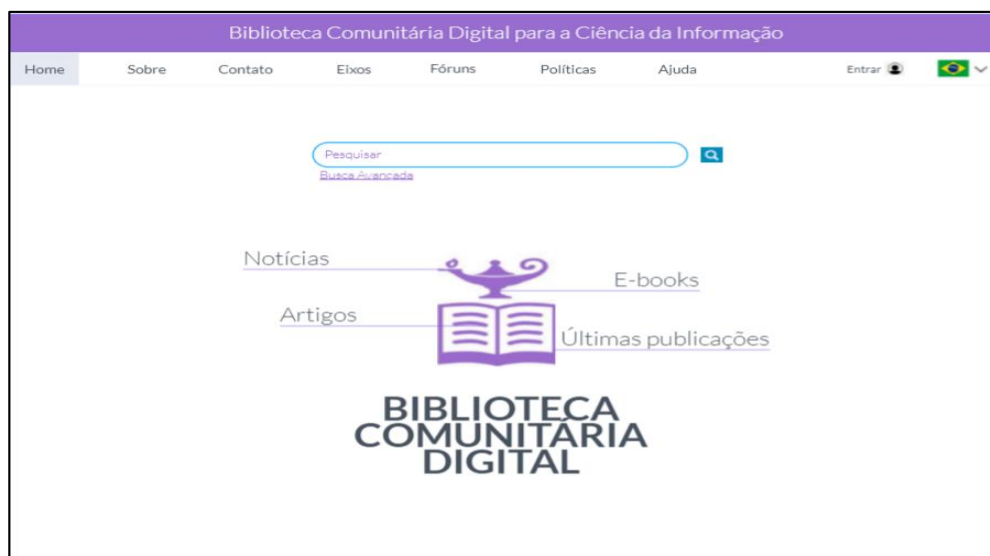 Biblioteca Comunitária Digital para a Ciência da Informação
Home Sobre Contato Eixos Fóruns Políticas Ajuda Entrar
Pesquisar
Busca Avançada
Notícias
E-books
Artigos
Últimas publicações
BIBLIOTECA
COMUNITÁRIA
DIGITAL